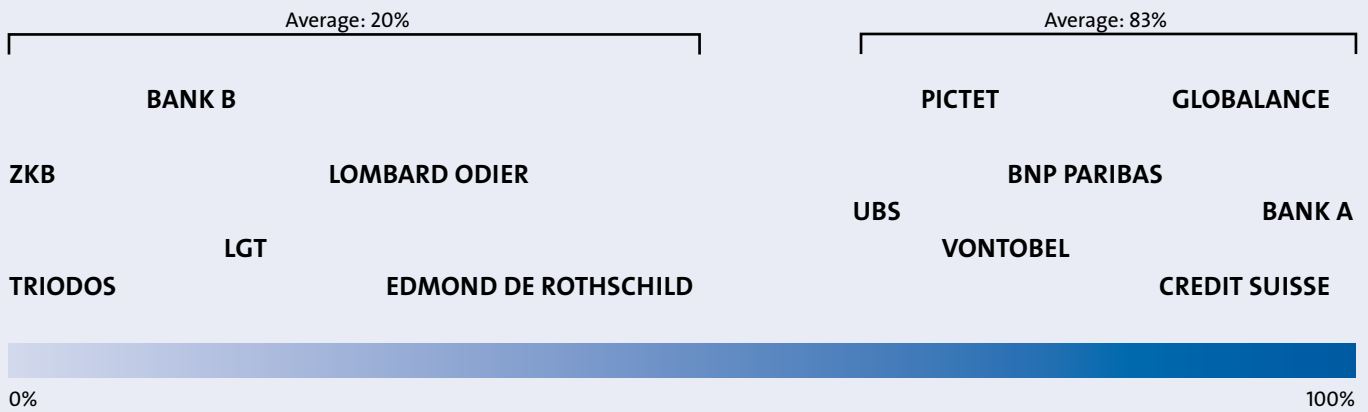 Average: 20% Average: 83%
BANK B PICTET GLOBALANCE
ZKB LOMBARD ODIER BNP PARIBAS
UBS BANK A
LGT VONTOBEL
TRIODOS EDMOND DE ROTHSCHILD CREDIT SUISSE
0% 100%